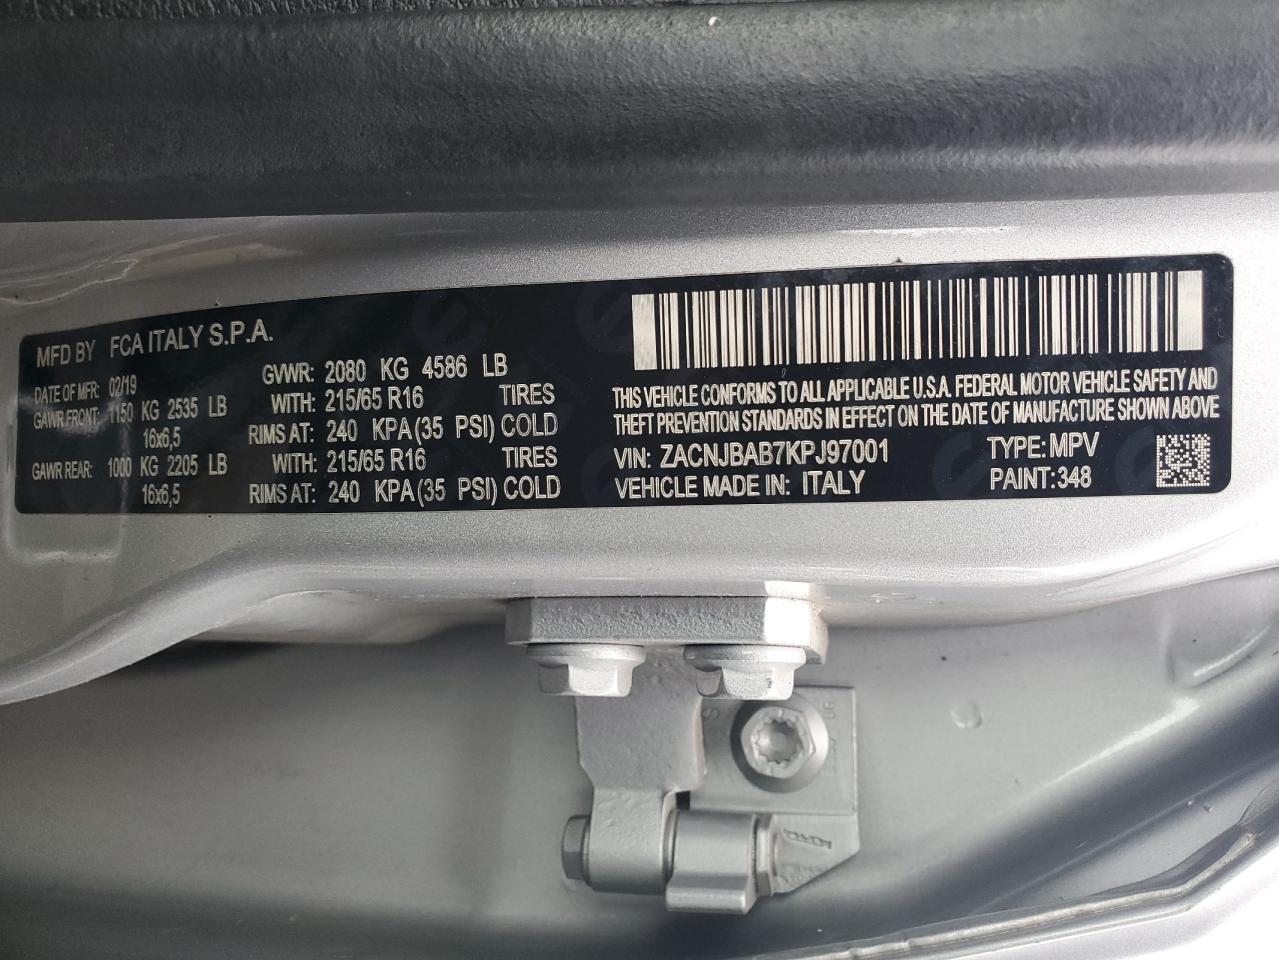 MFD BY FCA ITALY S.P.A.
DATE OF MFR: 02/19 GVWR: 2080 KG 4586 LB
GAWR FRONT: 1150 KG 2535 LB WITH: 215/65 R16 TIRES
16x6,5 RIMS AT: 240 KPA(35 PSI) COLD
GAWR REAR: 1000 KG 2205 LB WITH: 215/65 R16 TIRES
16x6,5 RIMS AT: 240 KPA(35 PSI) COLD
THIS VEHICLE CONFORMS TO ALL APPLICABLE U.S.A. FEDERAL MOTOR VEHICLE SAFETY AND
THEFT PREVENTION STANDARDS IN EFFECT ON THE DATE OF MANUFACTURE SHOWN ABOVE
VIN: ZACNJBAB7KPJ97001 TYPE: MPV
VEHICLE MADE IN: ITALY PAINT:348